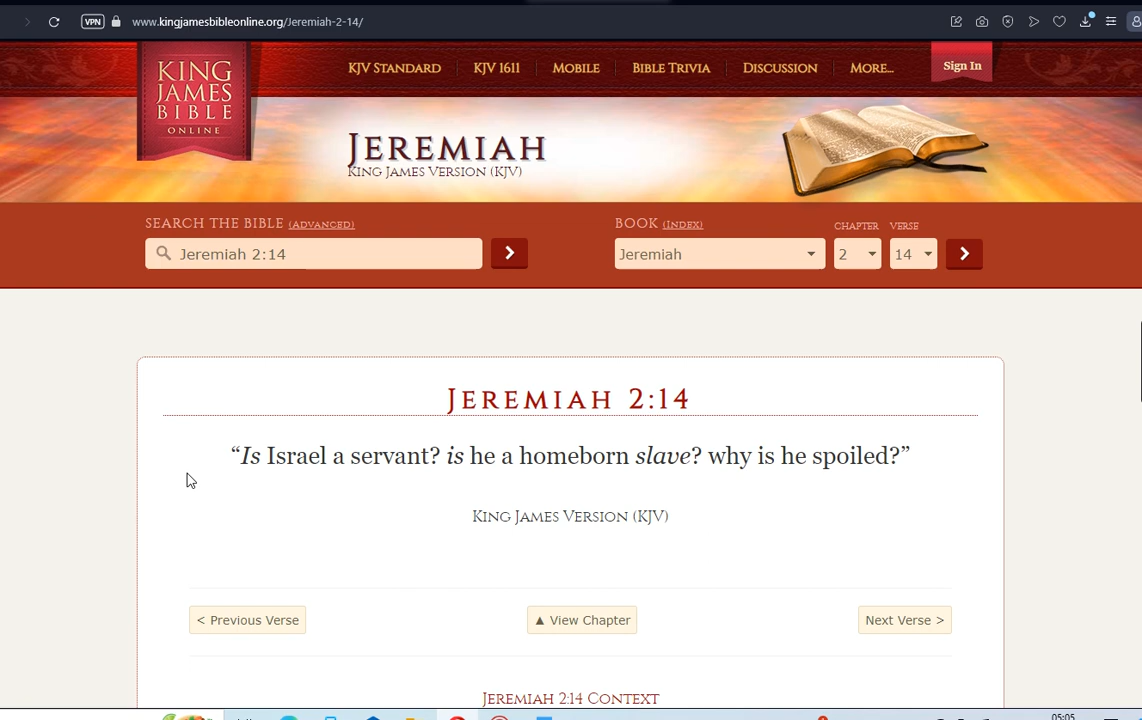 VPN
www.kingjamesbibleonline.org/Jeremiah-2-14/
KING
JAMES
BIBLE
ONLINE
KJV STANDARD
KJV 1611
MOBILE
BIBLE TRIVIA
DISCUSSION
MORE...
Sign In
JEREMIAH
KING JAMES VERSION (KJV)
SEARCH THE BIBLE (ADVANCED)
Jeremiah 2:14
BOOK (INDEX)
CHAPTER
VERSE
Jeremiah
2
14
JEREMIAH 2:14
“Is Israel a servant? is he a homeborn slave? why is he spoiled?”
KING JAMES VERSION (KJV)
< Previous Verse
▲ View Chapter
Next Verse >
JEREMIAH 2:14 CONTEXT
05:05